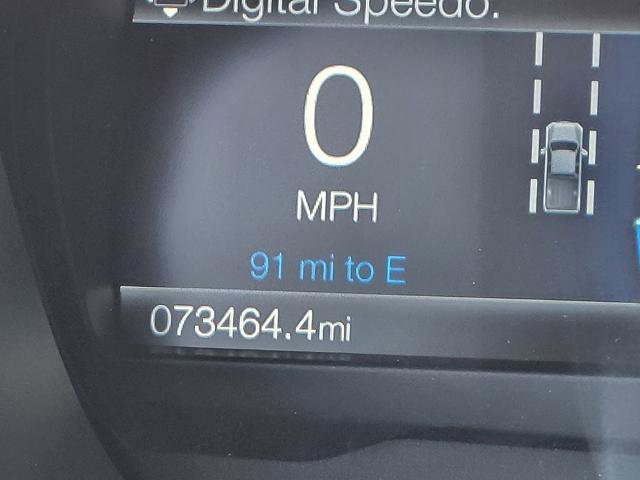 Digital Speedo.
0
MPH
91 mi to E
073464.4mi